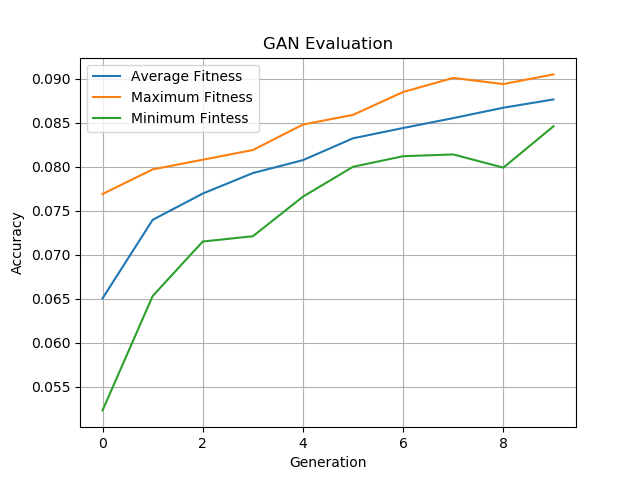 GAN Evaluation
Average Fitness
Maximum Fitness
Minimum Fintess
0.090
0.085
0.080
0.075
0.070
0.065
0.060
0.055
Accuracy
0 2 4 6 8
Generation